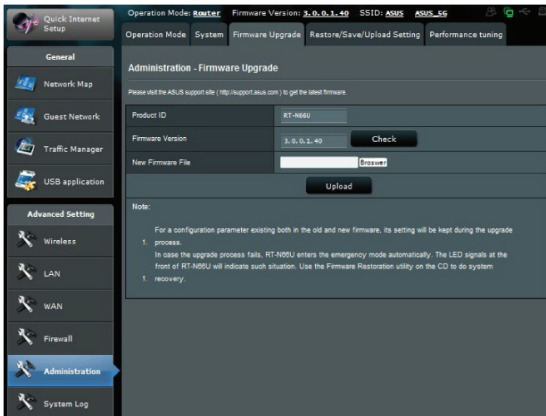 Quick Internet
Setup
Operation Mode: Router Firmware Version: 3.0.0.1.40 SSID: ASUS ASUS_5G
Operation Mode System Firmware Upgrade Restore/Save/Upload Setting Performance tuning
General
Network Map
Guest Network
Traffic Manager
USB application
Advanced Setting
Wireless
LAN
WAN
Firewall
Administration
System Log
Administration - Firmware Upgrade
Please visit the ASUS support site ( http://support.asus.com ) to get the latest firmware.
Product ID RT-N66U
Firmware Version 3.0.0.1.40 Check
New Firmware File Broswer
Upload
Note:
For a configuration parameter existing both in the old and new firmware, its setting will be kept during the upgrade
1. process.
In case the upgrade process fails, RT-N66U enters the emergency mode automatically. The LED signals at the
front of RT-N66U will indicate such situation. Use the Firmware Restoration utility on the CD to do system
1. recovery.